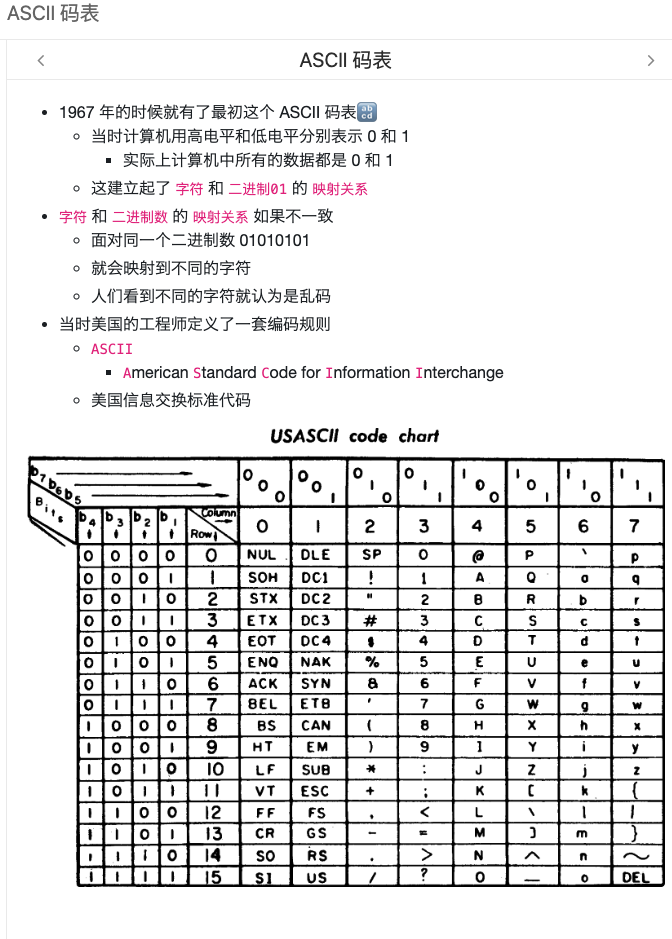 ASCII 码表
ASCII 码表
1967 年的时候就有了最初这个 ASCII 码表🔡
当时计算机用高电平和低电平分别表示 0 和 1
实际上计算机中所有的数据都是 0 和 1
这建立起了 字符 和 二进制01 的 映射关系
字符 和 二进制数 的 映射关系 如果不一致
面对同一个二进制数 01010101
就会映射到不同的字符
人们看到不同的字符就认为是乱码
当时美国的工程师定义了一套编码规则
ASCII
American Standard Code for Information Interchange
美国信息交换标准代码
USASCII code chart
b7 b6 b5 0 0 0 0 0 1 0 1 0 0 1 1 1 0 0 1 0 1 1 1 0 1 1 1
Bits b4 b3 b2 b1 Column Row 0 1 2 3 4 5 6 7
0 0 0 0 0 NUL DLE SP 0 @ P ` p
0 0 0 1 1 SOH DC1 ! 1 A Q a q
0 0 1 0 2 STX DC2 " 2 B R b r
0 0 1 1 3 ETX DC3 # 3 C S c s
0 1 0 0 4 EOT DC4 $ 4 D T d t
0 1 0 1 5 ENQ NAK % 5 E U e u
0 1 1 0 6 ACK SYN & 6 F V f v
0 1 1 1 7 BEL ETB ' 7 G W g w
1 0 0 0 8 BS CAN ( 8 H X h x
1 0 0 1 9 HT EM ) 9 I Y i y
1 0 1 0 10 LF SUB * : J Z j z
1 0 1 1 11 VT ESC + ; K [ k {
1 1 0 0 12 FF FS , < L \ l |
1 1 0 1 13 CR GS - = M ] m }
1 1 1 0 14 SO RS . > N ^ n ~
1 1 1 1 15 SI US / ? O _ o DEL